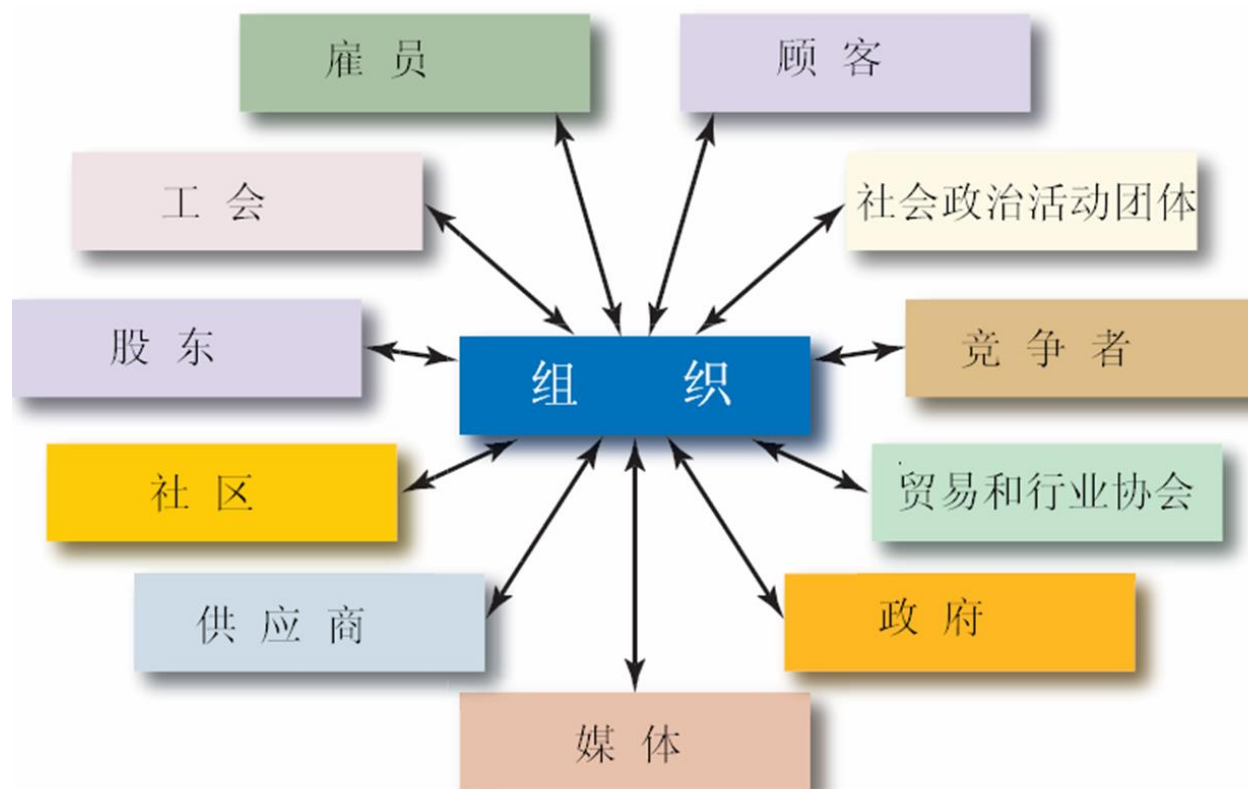 雇 员
顾 客
工 会
社会政治活动团体
股 东
组 织
竞 争 者
社 区
贸易和行业协会
供 应 商
政 府
媒 体